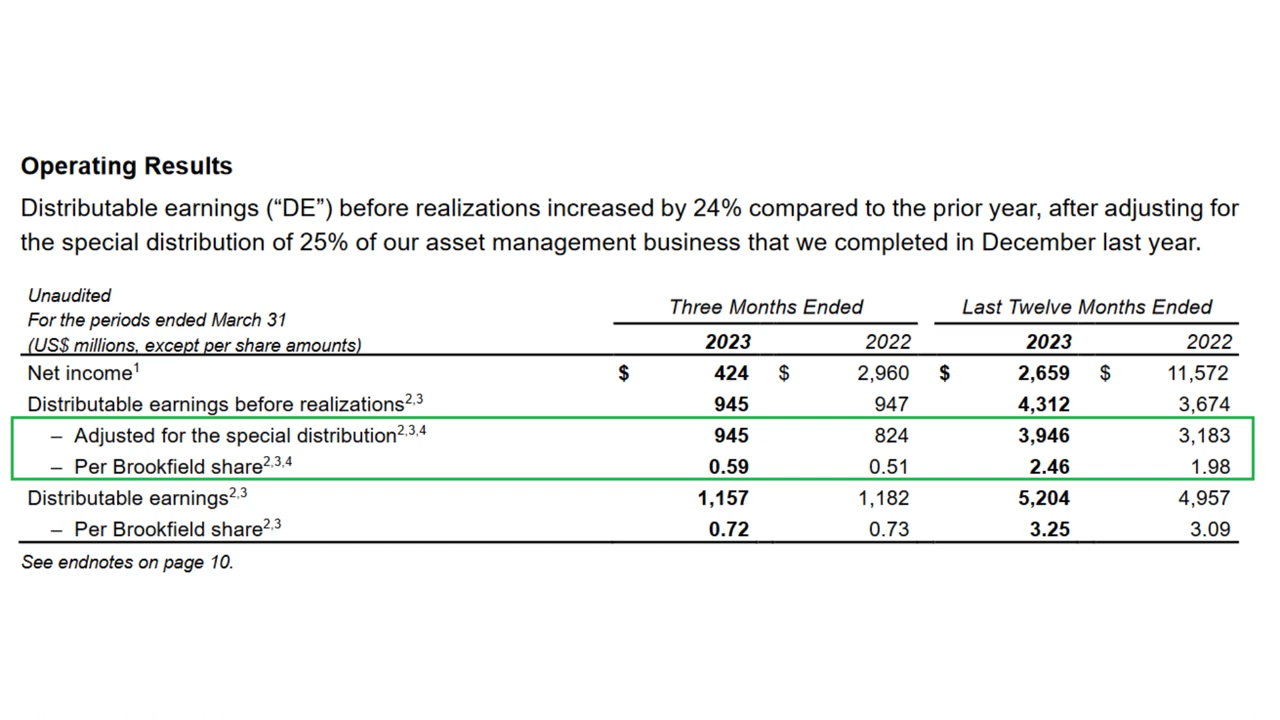 Operating Results
Distributable earnings (“DE”) before realizations increased by 24% compared to the prior year, after adjusting for
the special distribution of 25% of our asset management business that we completed in December last year.
Unaudited
For the periods ended March 31
(US$ millions, except per share amounts)
Three Months Ended Last Twelve Months Ended
2023 2022 2023 2022
Net income1 $ 424 $ 2,960 $ 2,659 $ 11,572
Distributable earnings before realizations2,3 945 947 4,312 3,674
– Adjusted for the special distribution2,3,4 945 824 3,946 3,183
– Per Brookfield share2,3,4 0.59 0.51 2.46 1.98
Distributable earnings2,3 1,157 1,182 5,204 4,957
– Per Brookfield share2,3 0.72 0.73 3.25 3.09
See endnotes on page 10.